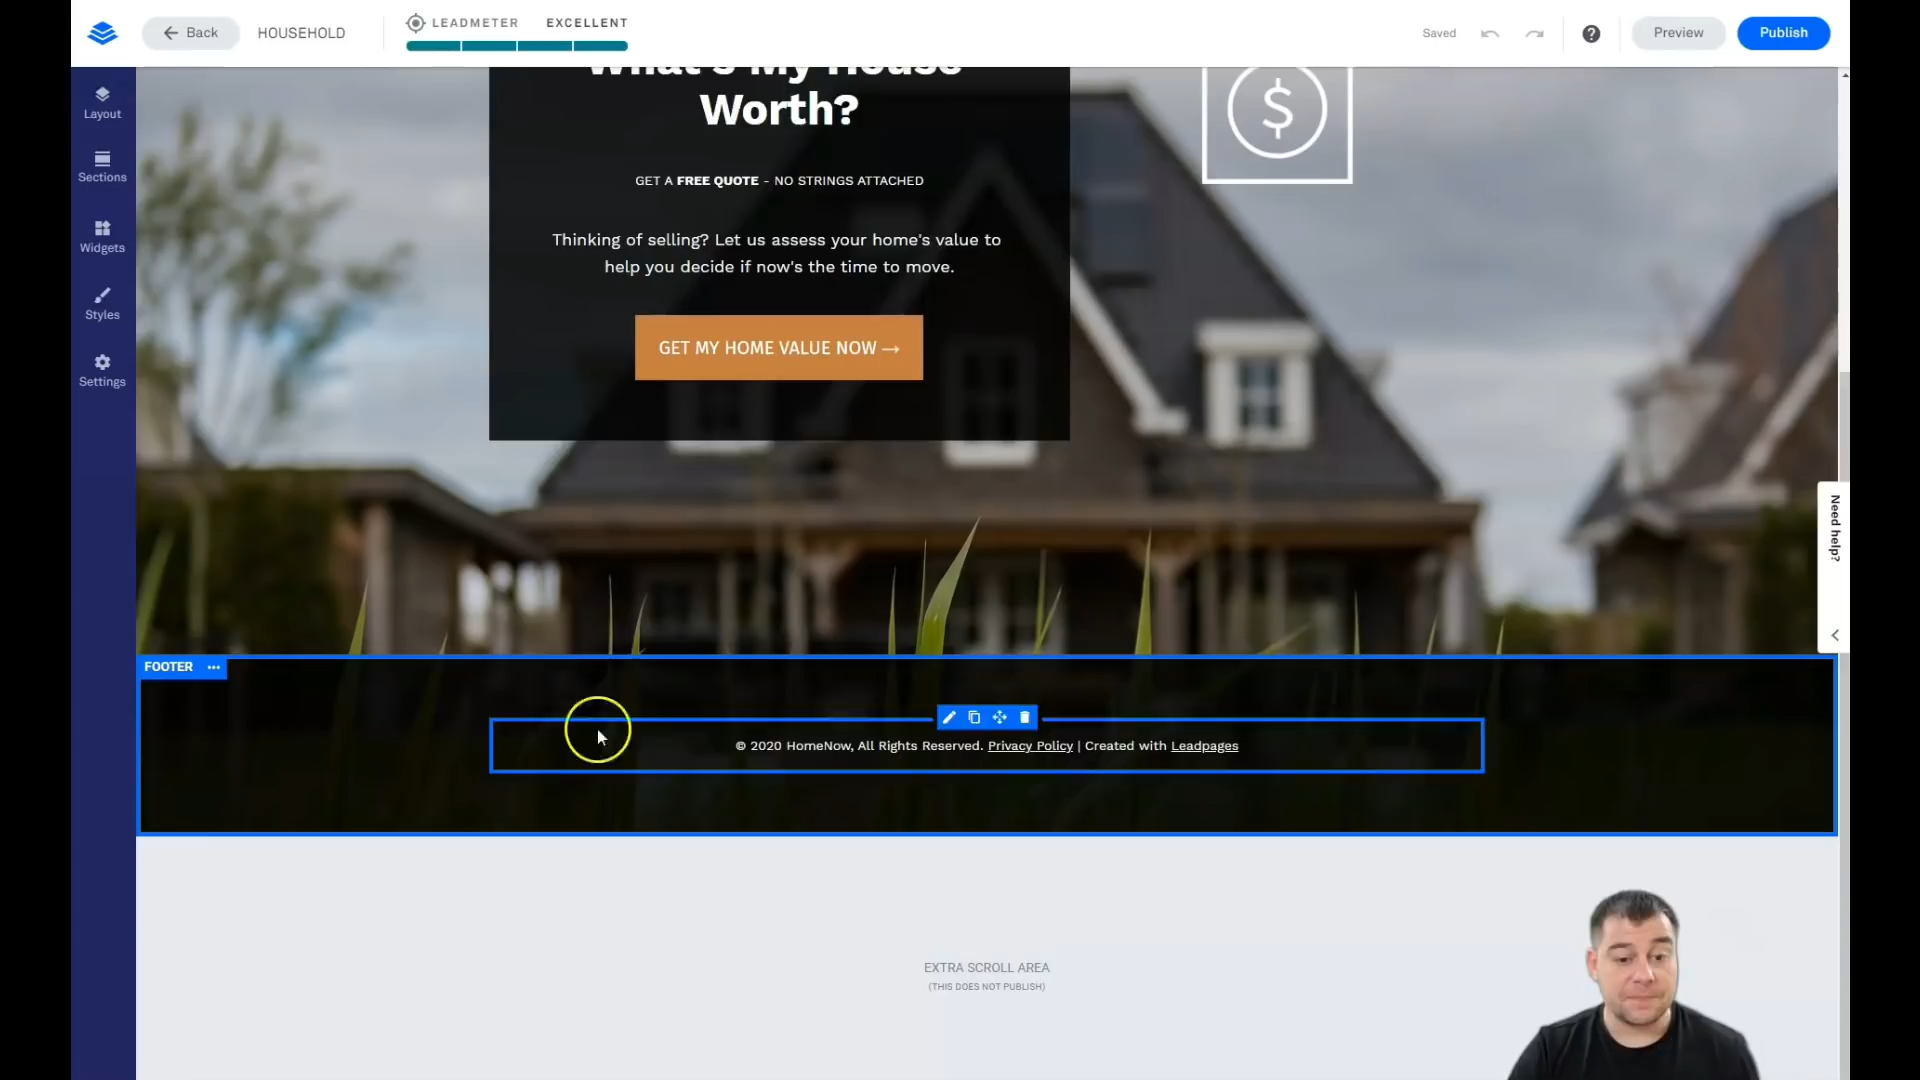 Back
HOUSEHOLD
LEADMETER
EXCELLENT
Saved
Preview
Publish
Layout
Sections
Widgets
Styles
Settings
What's My House
Worth?
GET A FREE QUOTE - NO STRINGS ATTACHED
Thinking of selling? Let us assess your home's value to
help you decide if now's the time to move.
GET MY HOME VALUE NOW →
Need help?
FOOTER
© 2020 HomeNow, All Rights Reserved. Privacy Policy | Created with Leadpages
EXTRA SCROLL AREA
(THIS DOES NOT PUBLISH)